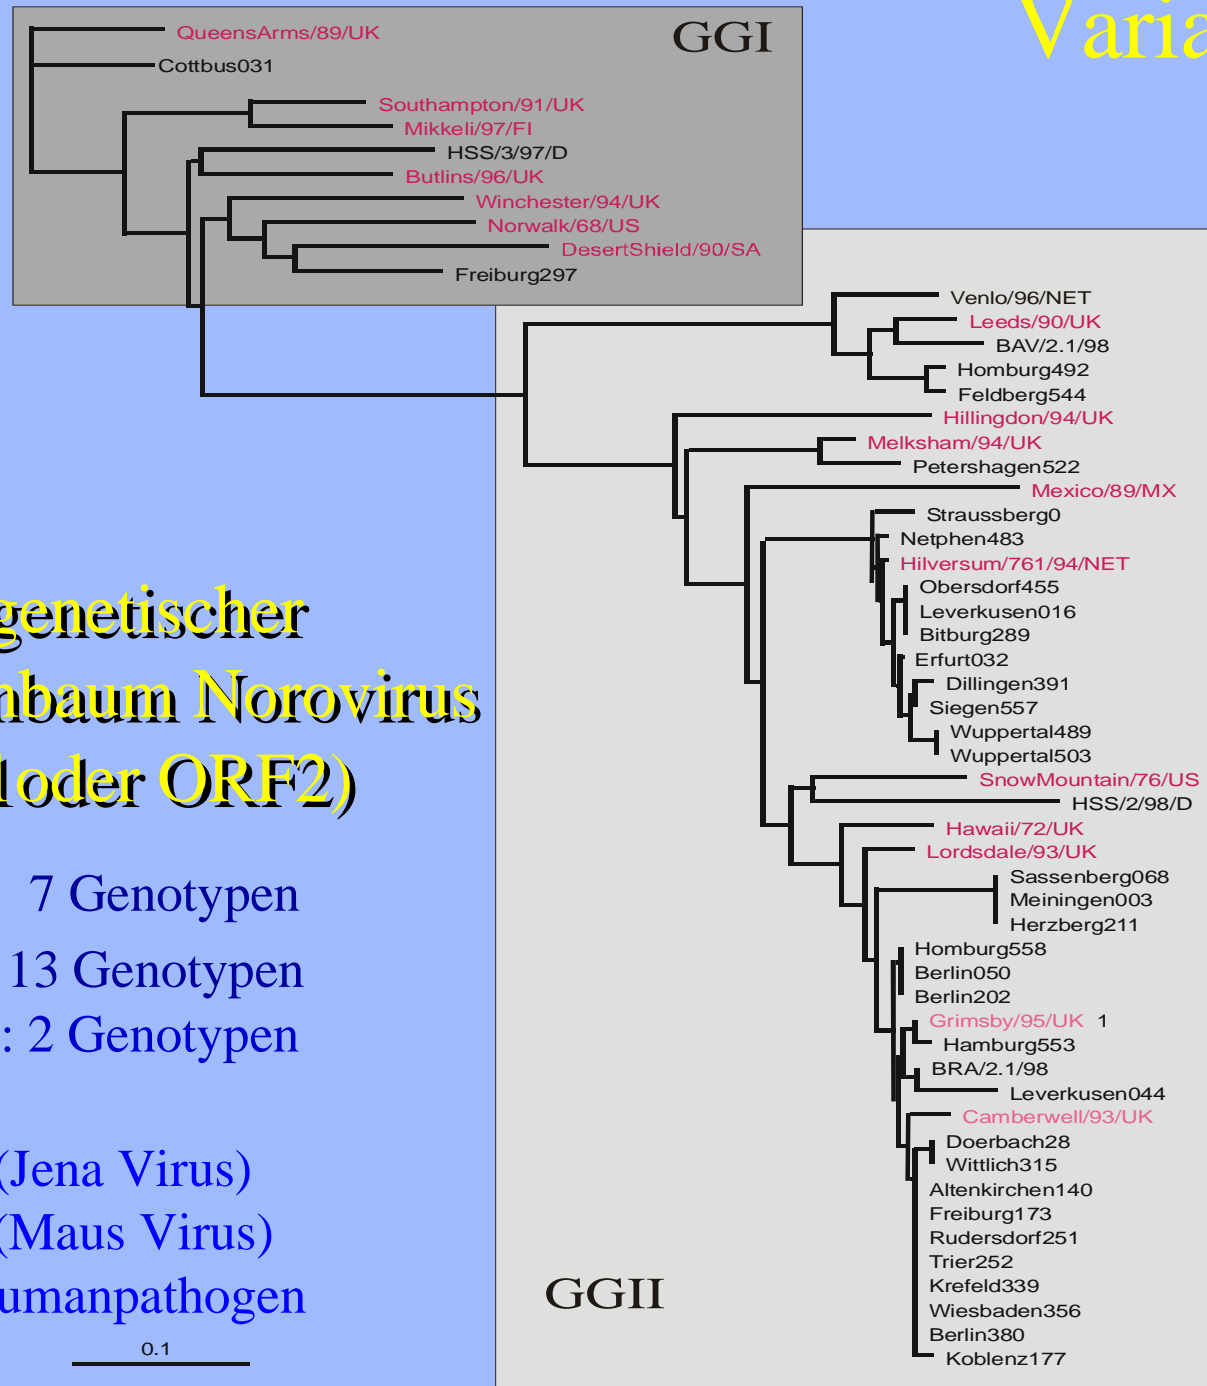 Varia
GGI
QueensArms/89/UK
Cottbus031
Southampton/91/UK
Mikkeli/97/FI
HSS/3/97/D
Butlins/96/UK
Winchester/94/UK
Norwalk/68/US
DesertShield/90/SA
Freiburg297
Venlo/96/NET
Leeds/90/UK
BAV/2.1/98
Homburg492
Feldberg544
Hillingdon/94/UK
Melksham/94/UK
Petershagen522
Mexico/89/MX
Straussberg0
Netphen483
Hilversum/761/94/NET
Obersdorf455
Leverkusen016
Bitburg289
Erfurt032
Dillingen391
Siegen557
Wuppertal489
Wuppertal503
SnowMountain/76/US
HSS/2/98/D
Hawaii/72/UK
Lordsdale/93/UK
Sassenberg068
Meiningen003
Herzberg211
Homburg558
Berlin050
Berlin202
Grimsby/95/UK 1
Hamburg553
BRA/2.1/98
Leverkusen044
Camberwell/93/UK
Doerbach28
Wittlich315
Altenkirchen140
Freiburg173
Rudersdorf251
Trier252
Krefeld339
Wiesbaden356
Berlin380
Koblenz177
GGII
genetischer
nbaum Norovirus
1oder ORF2)
7 Genotypen
13 Genotypen
: 2 Genotypen
(Jena Virus)
(Maus Virus)
umanpathogen
0.1